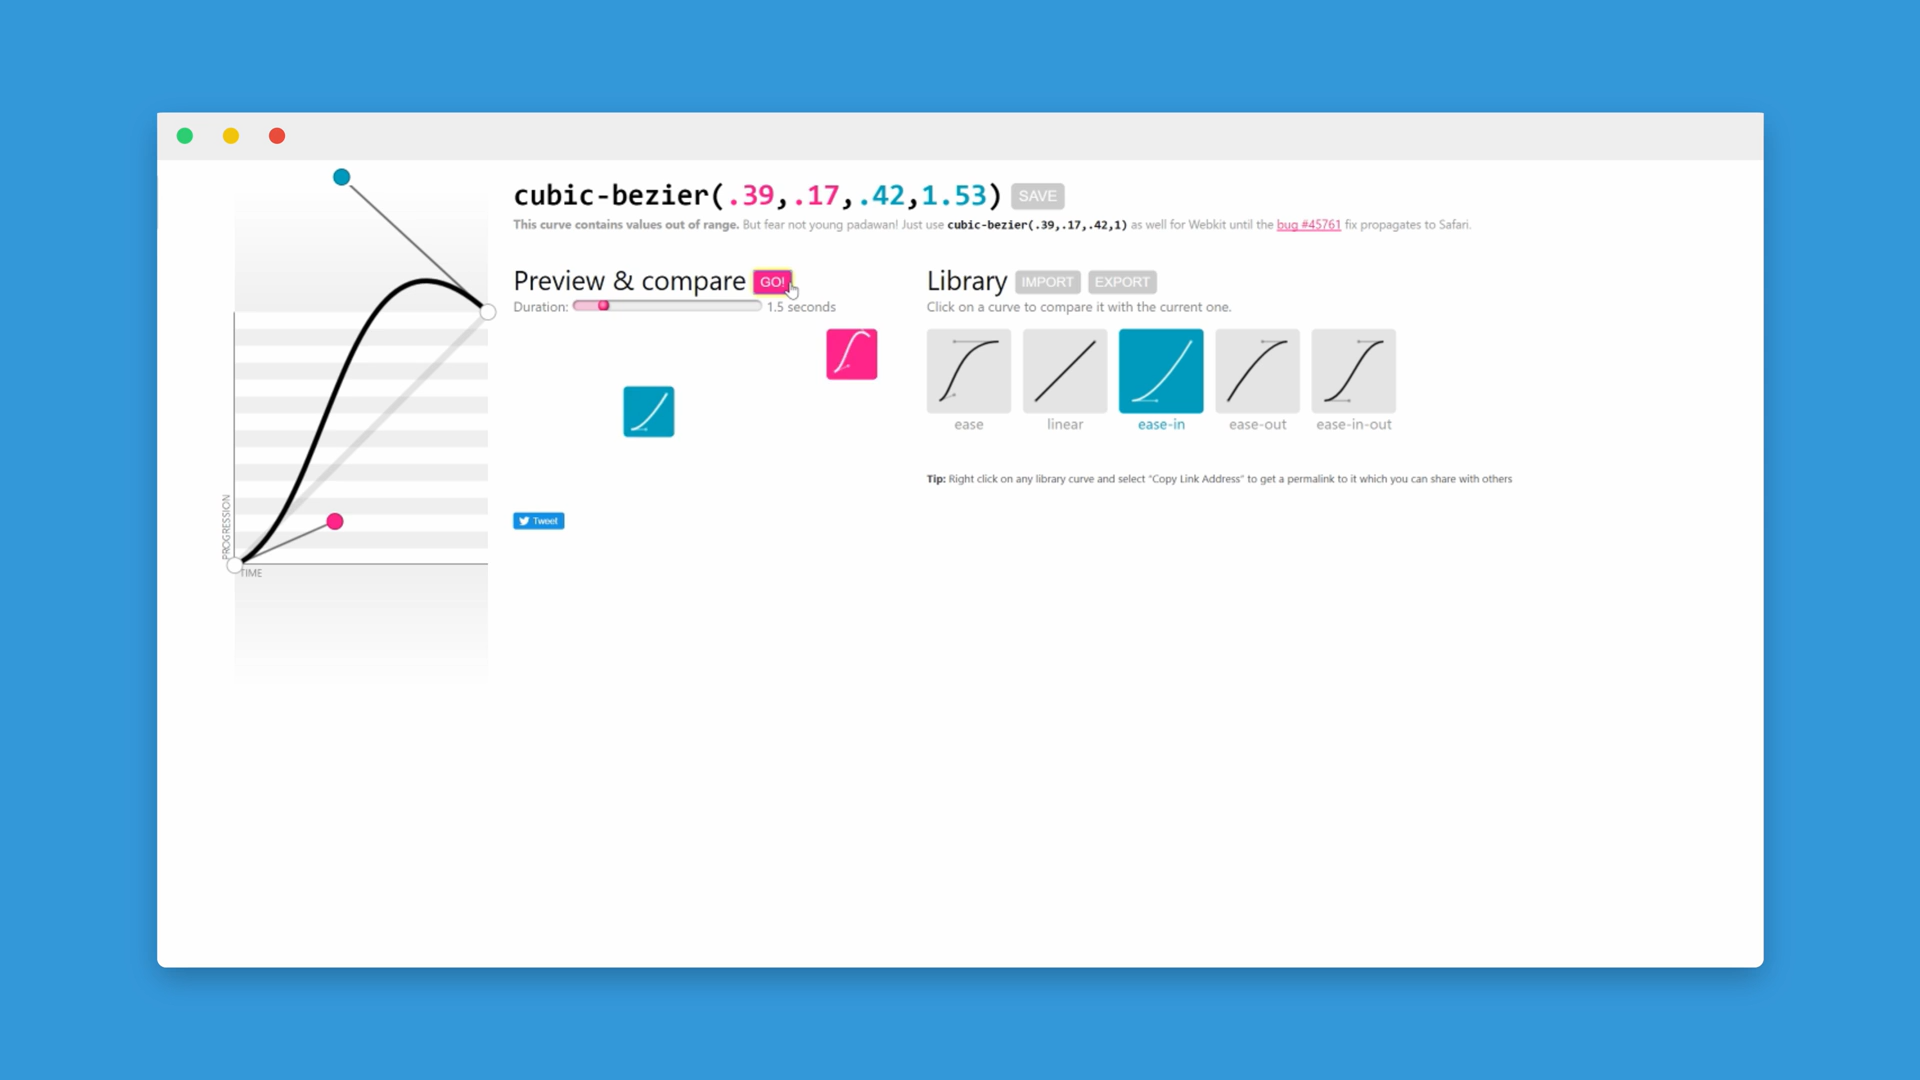 cubic-bezier(.39,.17,.42,1.53) SAVE
This curve contains values out of range. But fear not young padawan! Just use cubic-bezier(.39,.17,.42,1) as well for Webkit until the bug #45761 fix propagates to Safari.
Preview & compare GO!
Duration: 1.5 seconds
Library IMPORT EXPORT
Click on a curve to compare it with the current one.
ease linear ease-in ease-out ease-in-out
Tip: Right click on any library curve and select "Copy Link Address" to get a permalink to it which you can share with others
Tweet
PROGRESSION
TIME